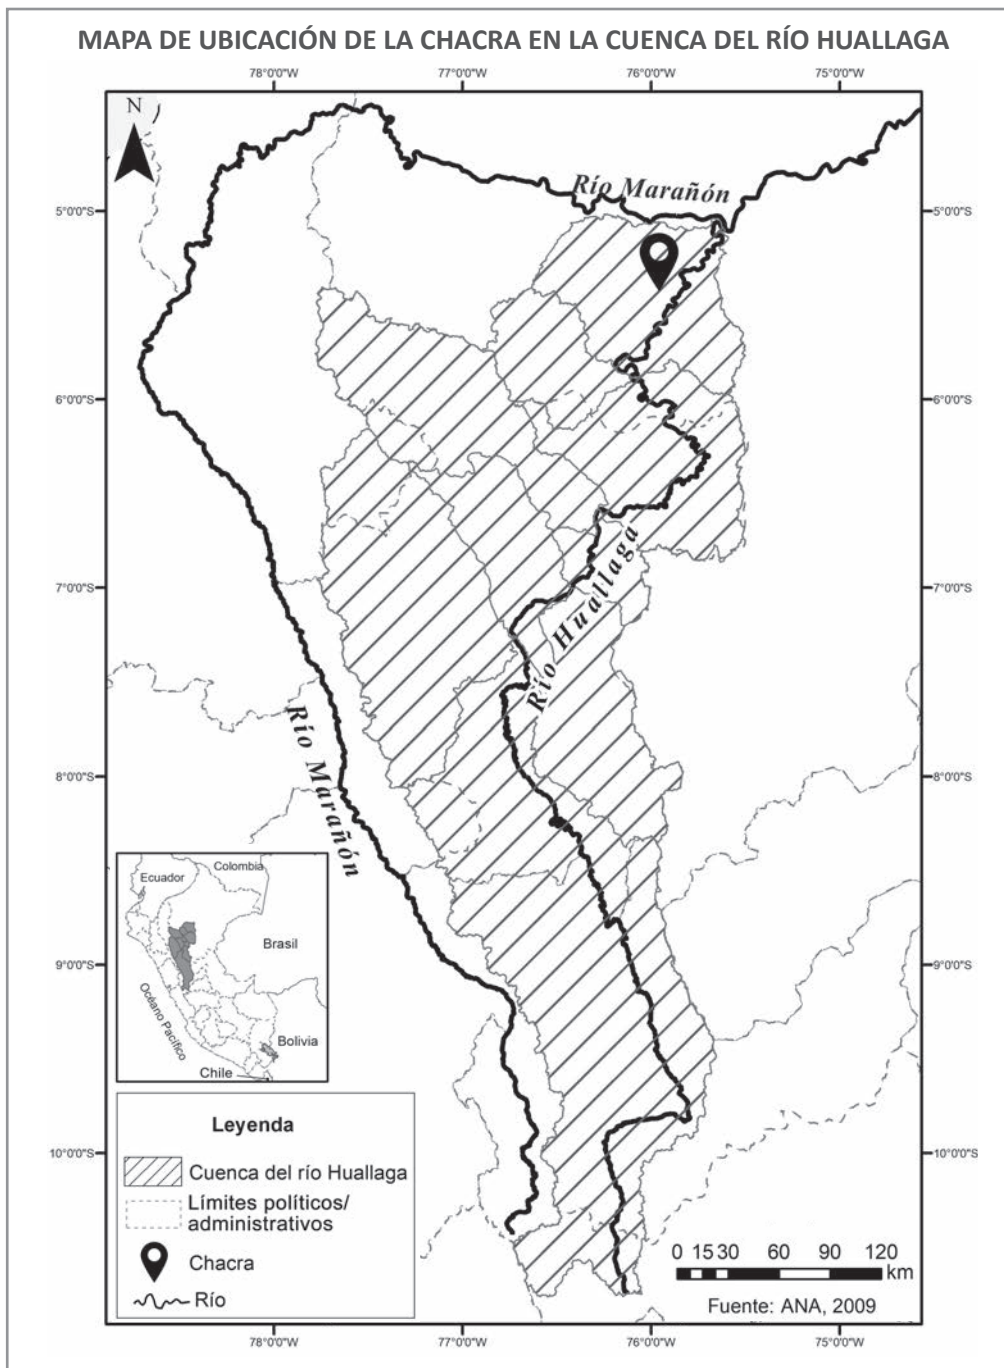 MAPA DE UBICACIÓN DE LA CHACRA EN LA CUENCA DEL RÍO HUALLAGA
78°0'0"W 77°0'0"W 76°0'0"W 75°0'0"W
N
Río Marañón
5°0'0"S 5°0'0"S
6°0'0"S 6°0'0"S
Río Huallaga
7°0'0"S 7°0'0"S
Río Marañón
8°0'0"S 8°0'0"S
Colombia
Ecuador
Brasil
9°0'0"S 9°0'0"S
Océano Pacífico
Bolivia
Chile
Leyenda
10°0'0"S 10°0'0"S
Cuenca del río Huallaga
Límites políticos/
administrativos
Chacra
Río
0 15 30 60 90 120
km
Fuente: ANA, 2009
78°0'0"W 77°0'0"W 76°0'0"W 75°0'0"W